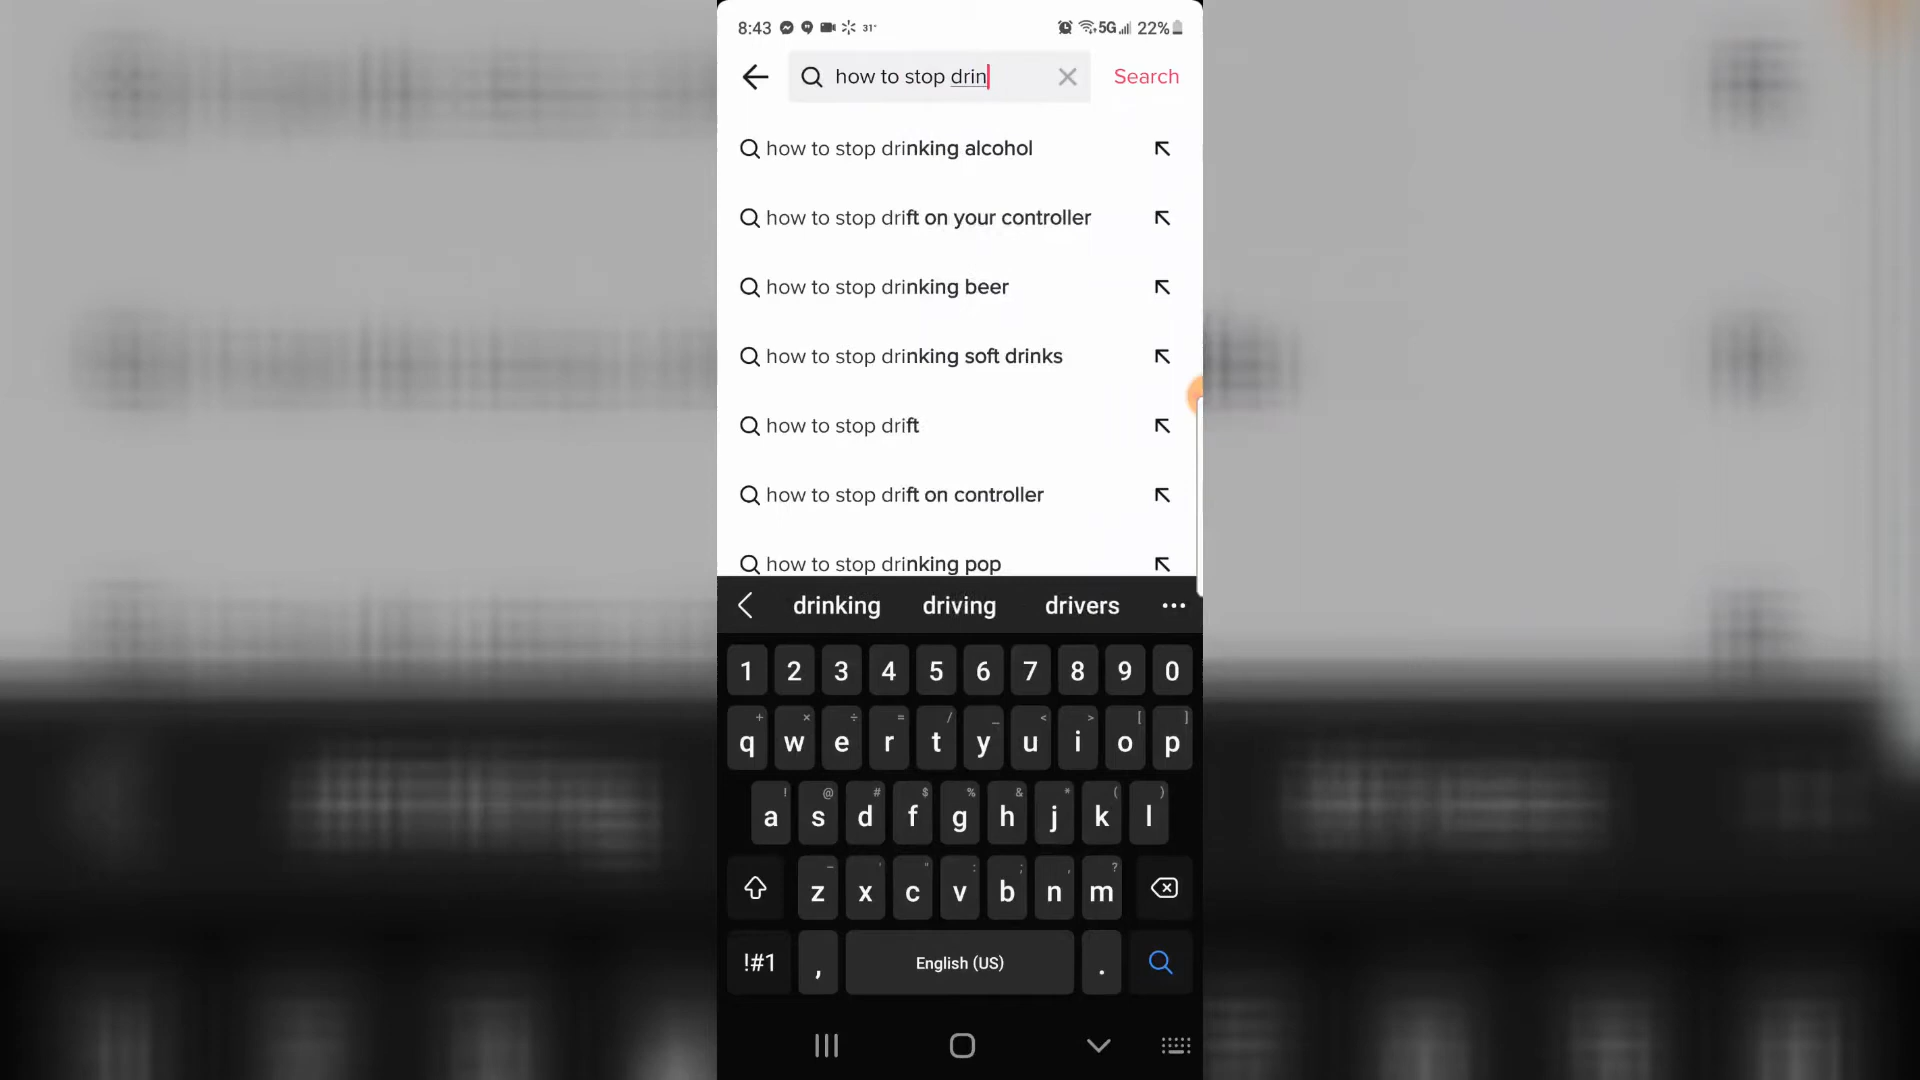 8:43 31° 5G 22%
how to stop drin Search
how to stop drinking alcohol
how to stop drift on your controller
how to stop drinking beer
how to stop drinking soft drinks
how to stop drift
how to stop drift on controller
how to stop drinking pop
drinking driving drivers ...
1 2 3 4 5 6 7 8 9 0
+ × ÷ = / _ < > [ ]
q w e r t y u i o p
! @ # $ % & * ( )
a s d f g h j k l
- ' " : ; , ?
z x c v b n m
!#1 , English (US) .